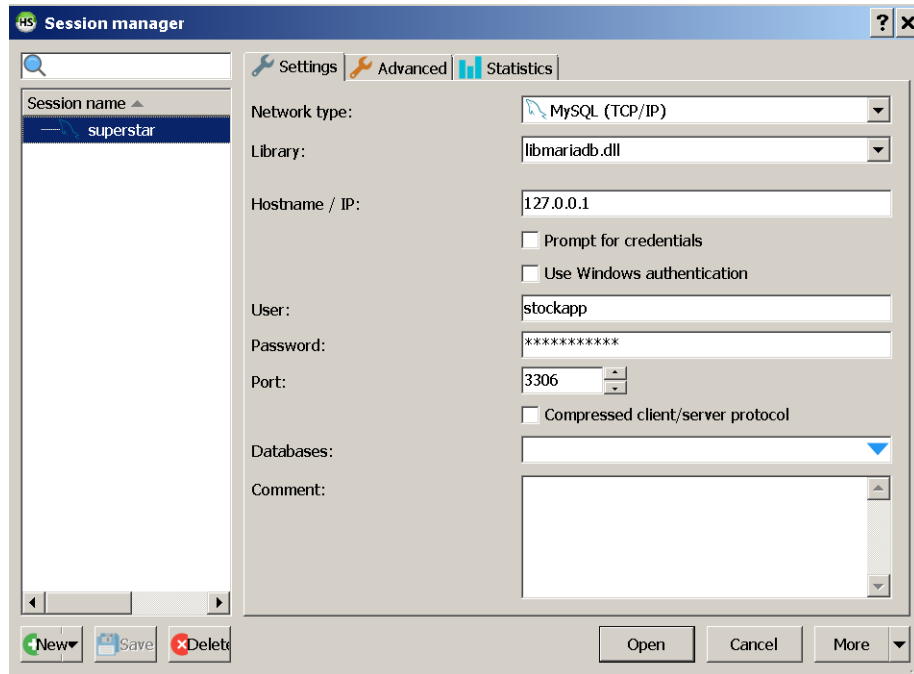 HS Session manager ? ×
Settings Advanced Statistics
Session name
superstar
Network type: MySQL (TCP/IP)
Library: libmariadb.dll
Hostname / IP: 127.0.0.1
Prompt for credentials
Use Windows authentication
User: stockapp
Password: ***********
Port: 3306
Compressed client/server protocol
Databases:
Comment:
New Save Delete Open Cancel More